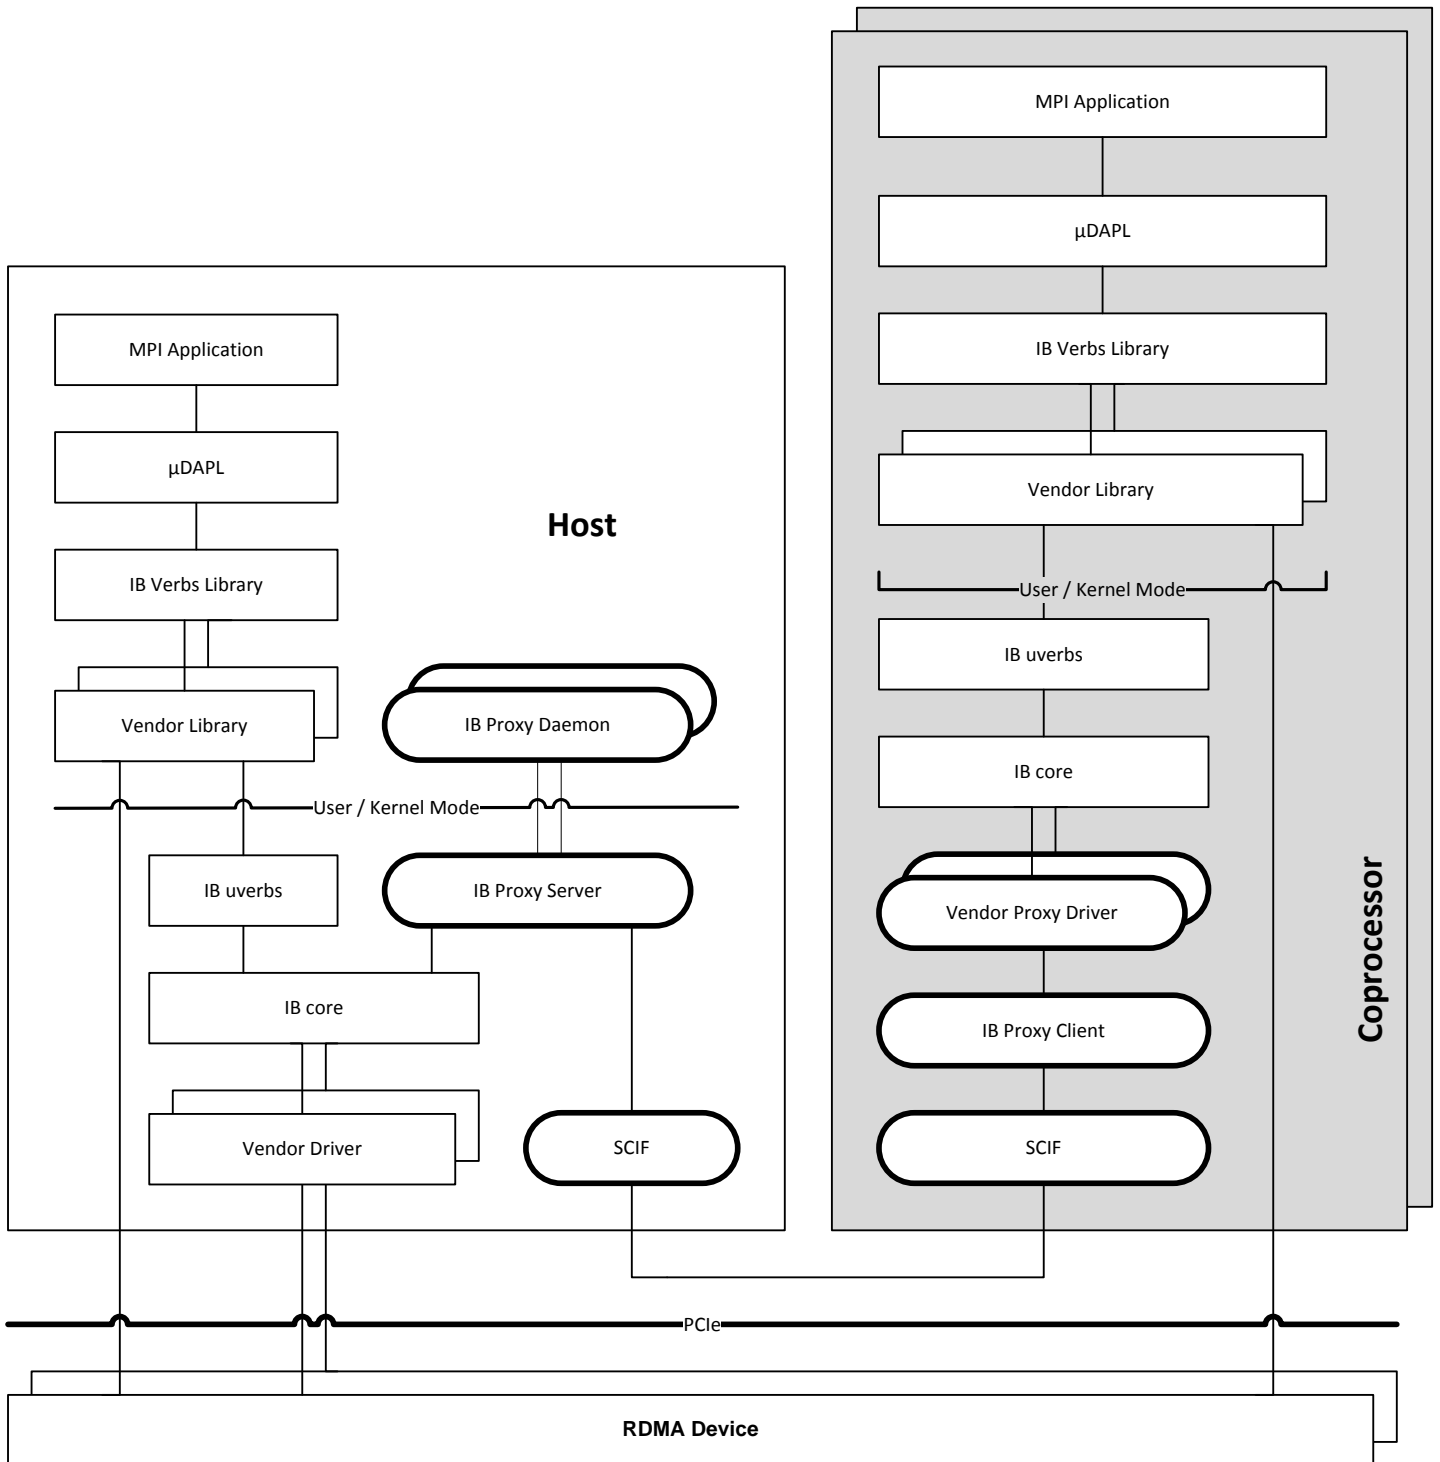 MPI Application
µDAPL
IB Verbs Library
Vendor Library
Host
IB Proxy Daemon
User / Kernel Mode
IB uverbs
IB Proxy Server
IB core
Vendor Driver
SCIF
MPI Application
µDAPL
IB Verbs Library
Vendor Library
User / Kernel Mode
IB uverbs
IB core
Vendor Proxy Driver
IB Proxy Client
SCIF
Coprocessor
PCIe
RDMA Device